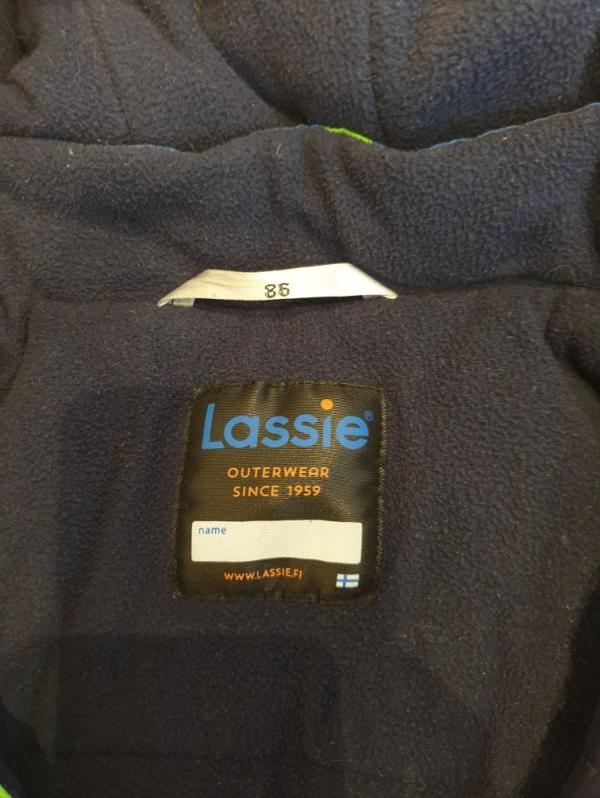 86
Lassie®
OUTERWEAR
SINCE 1959
name
WWW.LASSIE.FI